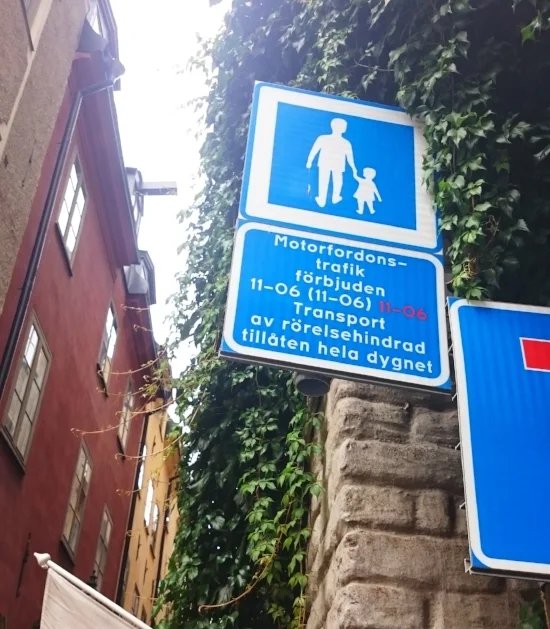 Motorfordons-
trafik
förbjuden
11-06 (11-06) 11-06
Transport
av rörelsehindrad
tillåten hela dygnet